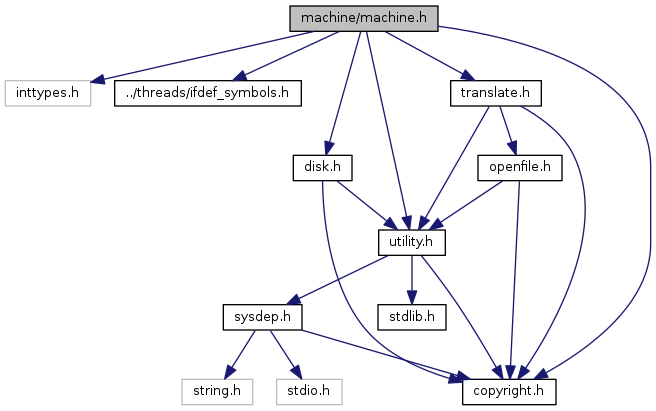 machine/machine.h
inttypes.h
../threads/ifdef_symbols.h
translate.h
disk.h
openfile.h
utility.h
sysdep.h
stdlib.h
string.h
stdio.h
copyright.h